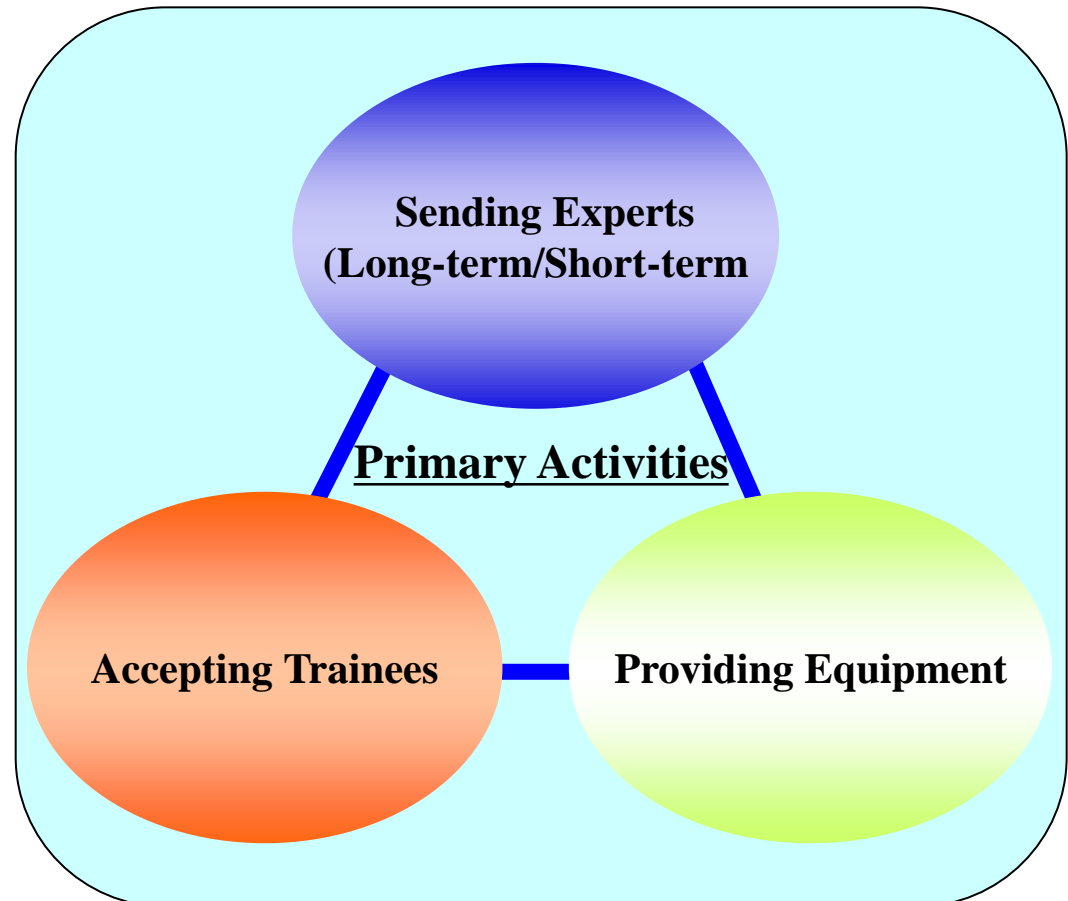 Sending Experts
(Long-term/Short-term
Primary Activities
Accepting Trainees
Providing Equipment